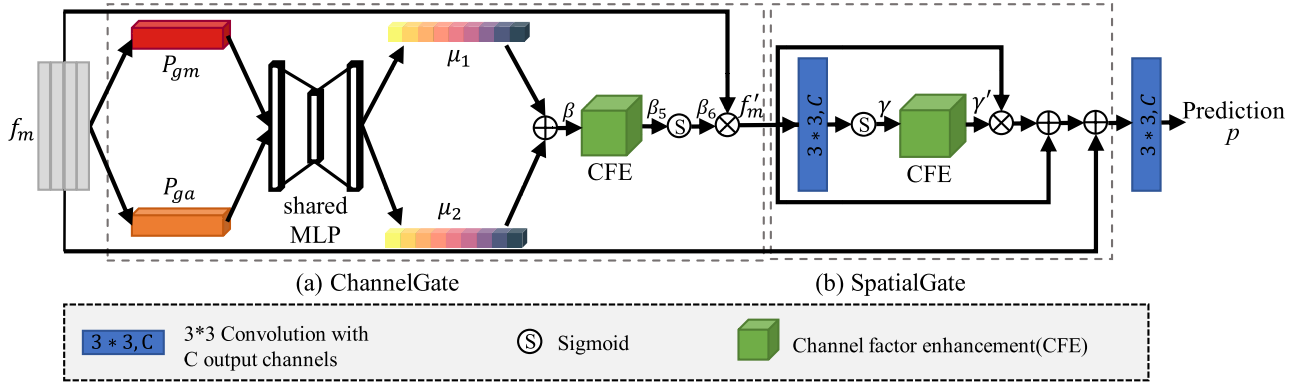 f_m
P_gm
P_ga
shared
MLP
μ_1
μ_2
β
CFE
β_5
S
β_6
f'_m
3 * 3, C
S
γ
CFE
γ'
3 * 3, C
Prediction
p
(a) ChannelGate
(b) SpatialGate
3 * 3, C
3*3 Convolution with
C output channels
S
Sigmoid
Channel factor enhancement(CFE)